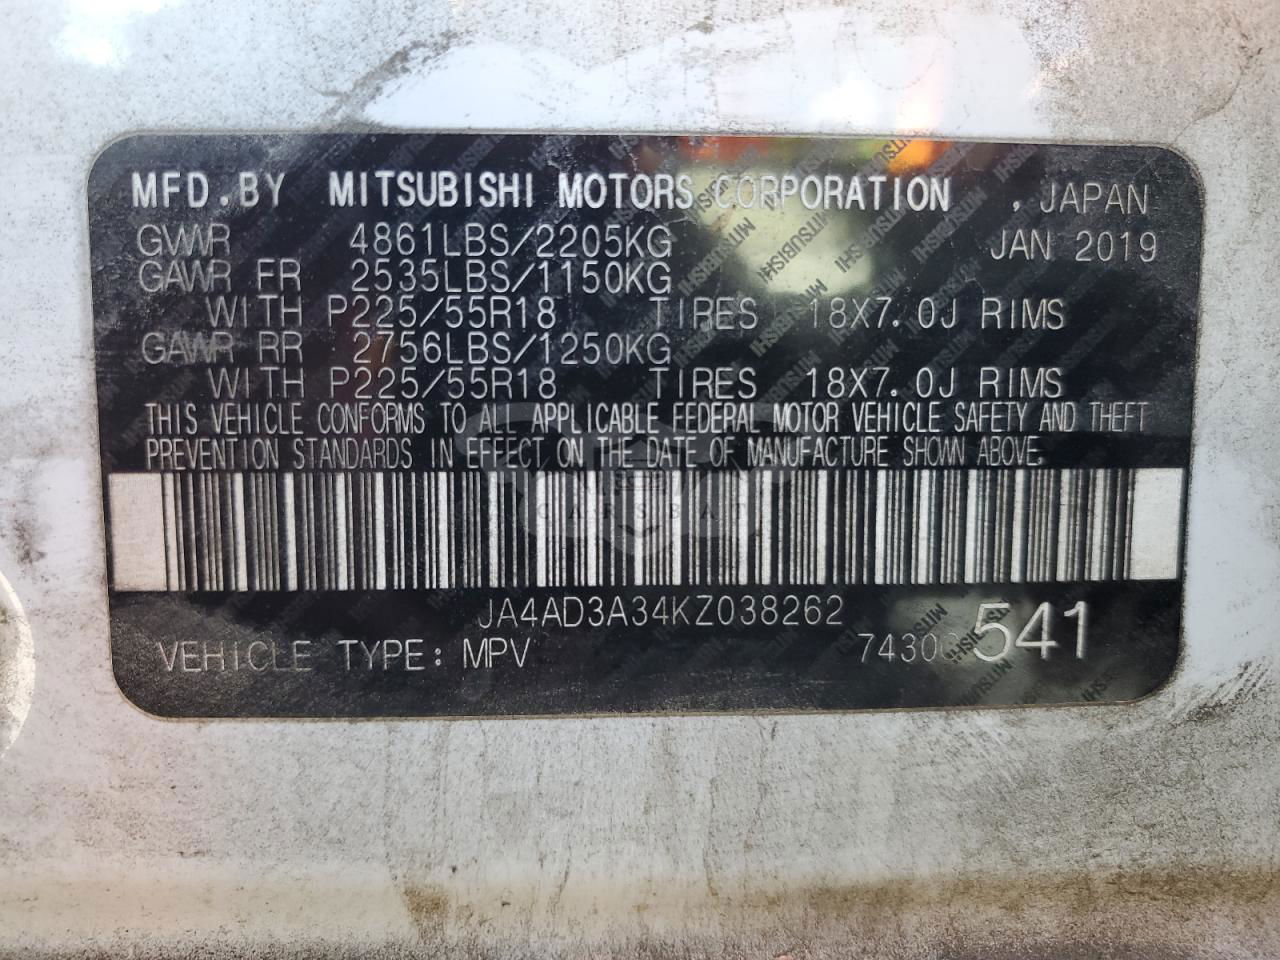 MFD.BY MITSUBISHI MOTORS CORPORATION , JAPAN
GVWR 4861LBS/2205KG JAN 2019
GAWR FR 2535LBS/1150KG
WITH P225/55R18 TIRES 18X7.0J RIMS
GAWR RR 2756LBS/1250KG
WITH P225/55R18 TIRES 18X7.0J RIMS
THIS VEHICLE CONFORMS TO ALL APPLICABLE FEDERAL MOTOR VEHICLE SAFETY AND THEFT
PREVENTION STANDARDS IN EFFECT ON THE DATE OF MANUFACTURE SHOWN ABOVE.
JA4AD3A34KZ038262
VEHICLE TYPE: MPV 541